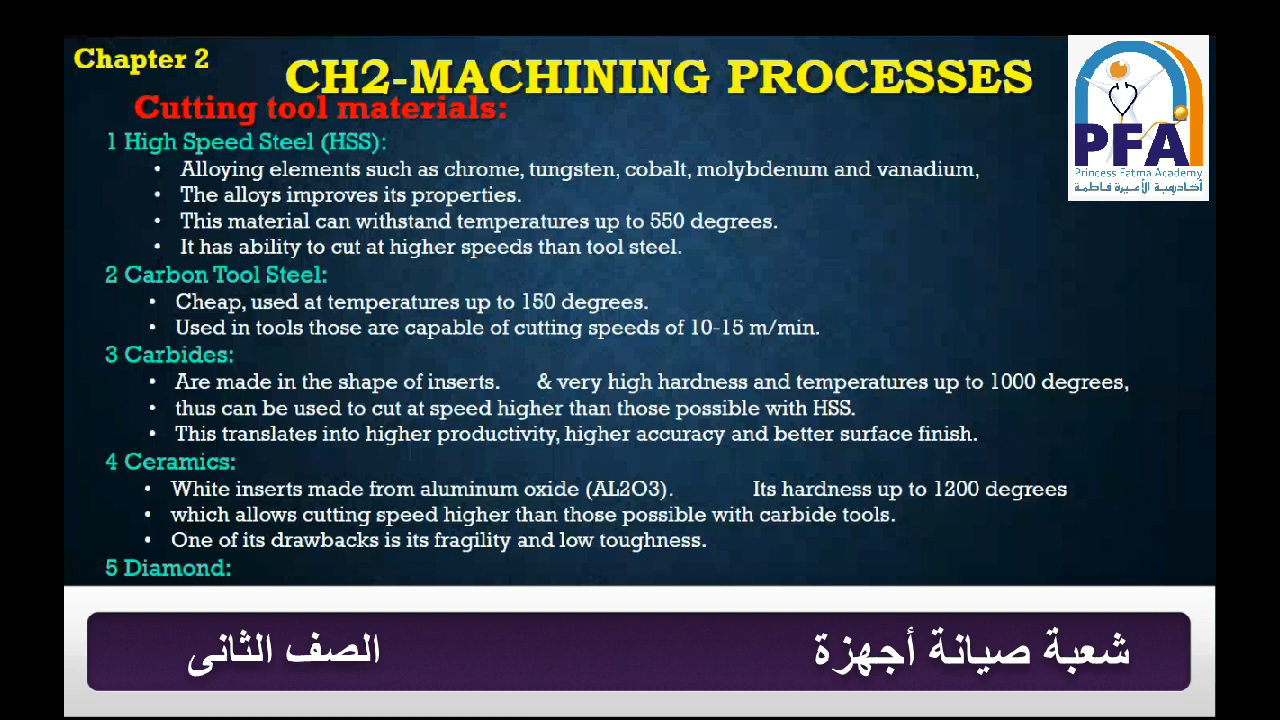 Chapter 2
CH2-MACHINING PROCESSES
Cutting tool materials:
PFA
Princess Fatma Academy
أكاديمية الأميرة فاطمة
1 High Speed Steel (HSS):
• Alloying elements such as chrome, tungsten, cobalt, molybdenum and vanadium,
• The alloys improves its properties.
• This material can withstand temperatures up to 550 degrees.
• It has ability to cut at higher speeds than tool steel.
2 Carbon Tool Steel:
• Cheap, used at temperatures up to 150 degrees.
• Used in tools those are capable of cutting speeds of 10-15 m/min.
3 Carbides:
• Are made in the shape of inserts. & very high hardness and temperatures up to 1000 degrees,
• thus can be used to cut at speed higher than those possible with HSS.
• This translates into higher productivity, higher accuracy and better surface finish.
4 Ceramics:
• White inserts made from aluminum oxide (AL2O3). Its hardness up to 1200 degrees
• which allows cutting speed higher than those possible with carbide tools.
• One of its drawbacks is its fragility and low toughness.
5 Diamond:
شعبة صيانة أجهزة
الصف الثانى